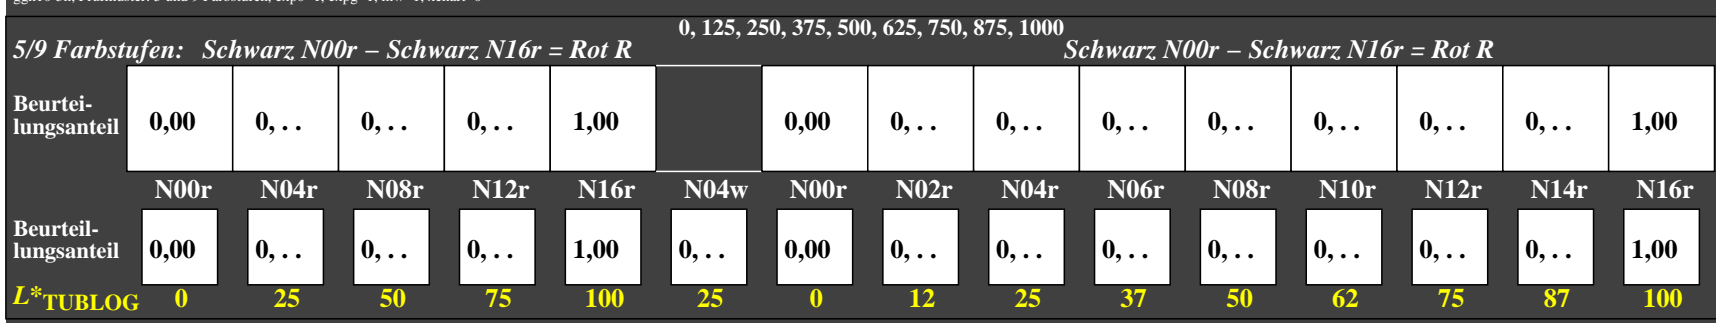 0, 125, 250, 375, 500, 625, 750, 875, 1000
5/9 Farbstufen: Schwarz N00r – Schwarz N16r = Rot R Schwarz N00r – Schwarz N16r = Rot R
Beurtei-
lungsanteil 0,00 0, . . 0, . . 0, . . 1,00 0,00 0, . . 0, . . 0, . . 0, . . 0, . . 0, . . 0, . . 1,00
N00r N04r N08r N12r N16r N04w N00r N02r N04r N06r N08r N10r N12r N14r N16r
Beurteil-
lungsanteil 0,00 0, . . 0, . . 0, . . 1,00 0, . . 0,00 0, . . 0, . . 0, . . 0, . . 0, . . 0, . . 0, . . 1,00
L*TUBLOG 0 25 50 75 100 25 0 12 25 37 50 62 75 87 100